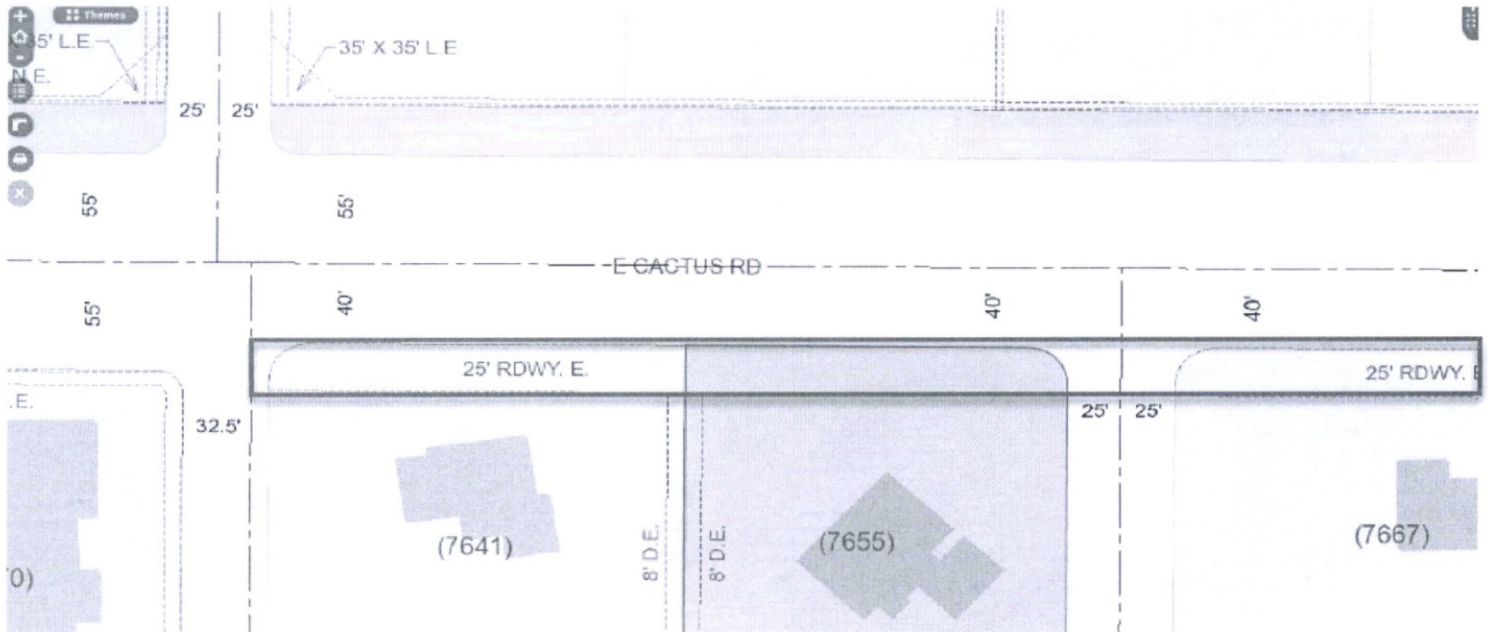 Themes
35' L.E.
35' X 35' L E
N E.
25'
25'
55'
55'
E CACTUS RD
55'
40'
40'
40'
25' RDWY. E.
25' RDWY. E
.E.
32.5'
25'
25'
(7641)
8' D.E.
8' D.E.
(7655)
(7667)
0)